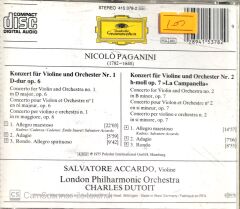 COMPACT disc DIGITAL AUDIO
STEREO 415 378-2
Deutsche Grammophon
NICOLÒ PAGANINI
(1782–1840)
Konzert für Violine und Orchester Nr. 1
D-dur op. 6
Concerto for Violin and Orchestra no. 1
in D major, op. 6
Concerto pour Violon et Orchestre n° 1
en ré majeur, op. 6
Concerto per violino e orchestra n. 1
in re maggiore, op. 6
1. Allegro maestoso
2. Adagio
3. Rondo. Allegro spiritoso
Konzert für Violine und Orchester Nr. 2
h-moll op. 7 »La Campanella«
Concerto for Violin and Orchestra no. 2
in B minor, op. 7
Concerto pour Violon et Orchestre n° 2
en si mineur, op. 7
Concerto per violino e orchestra n. 2
in si minore, op. 7
1. Allegro maestoso
2. Adagio
3. Rondo
SALVATORE ACCARDO, Violine
London Philharmonic Orchestra
CHARLES DUTOIT